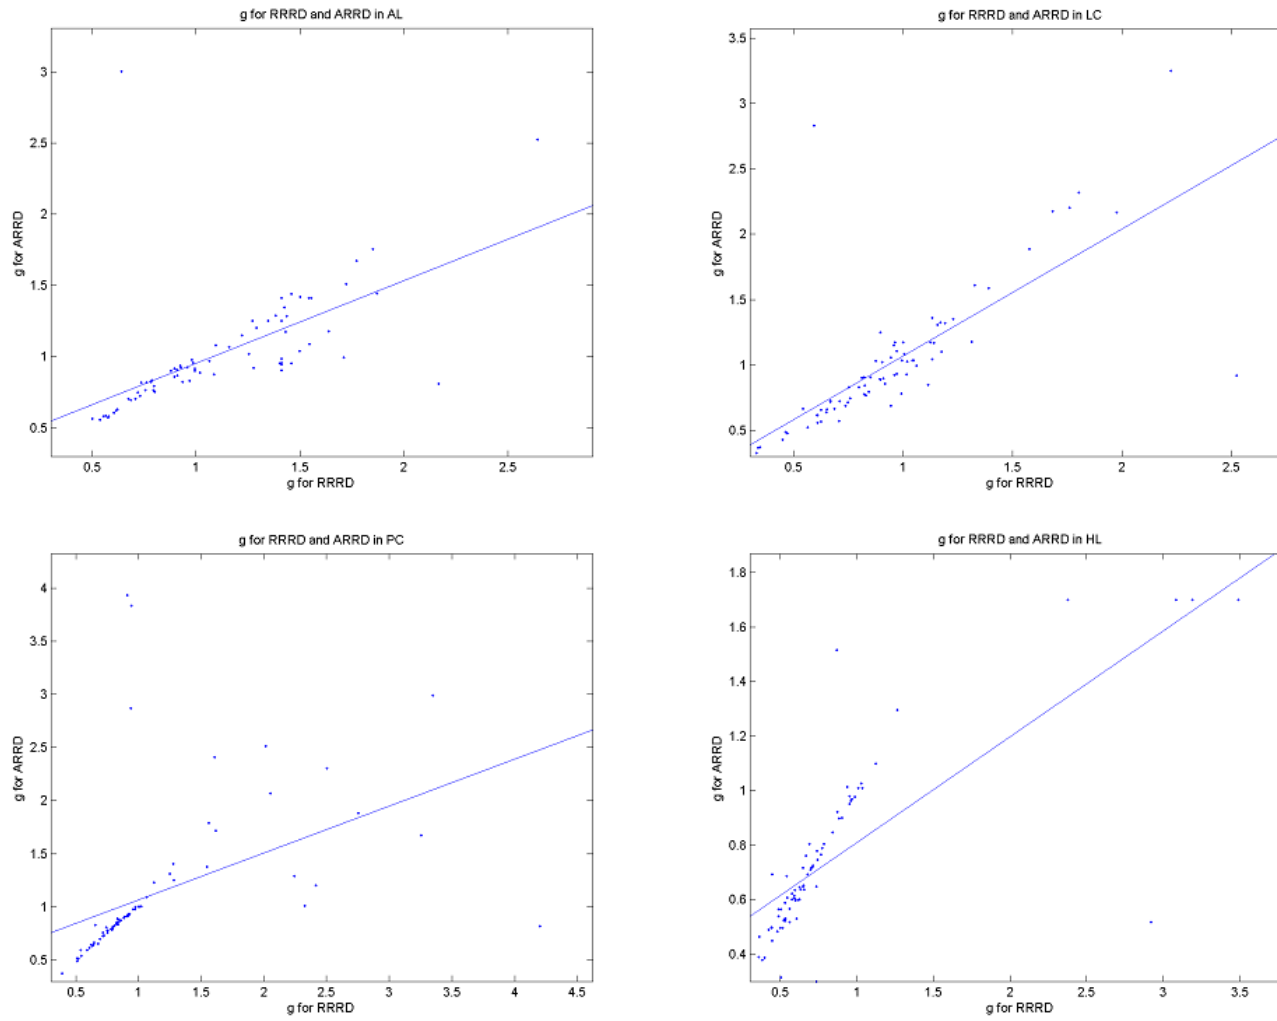 g for RRRD and ARRD in AL
3
2.5
2
1.5
1
0.5
g for ARRD
0.5 1 1.5 2 2.5
g for RRRD
g for RRRD and ARRD in LC
3.5
3
2.5
2
1.5
1
0.5
g for ARRD
0.5 1 1.5 2 2.5
g for RRRD
g for RRRD and ARRD in PC
4
3.5
3
2.5
2
1.5
1
0.5
g for ARRD
0.5 1 1.5 2 2.5 3 3.5 4 4.5
g for RRRD
g for RRRD and ARRD in HL
1.8
1.6
1.4
1.2
1
0.8
0.6
0.4
g for ARRD
0.5 1 1.5 2 2.5 3 3.5
g for RRRD